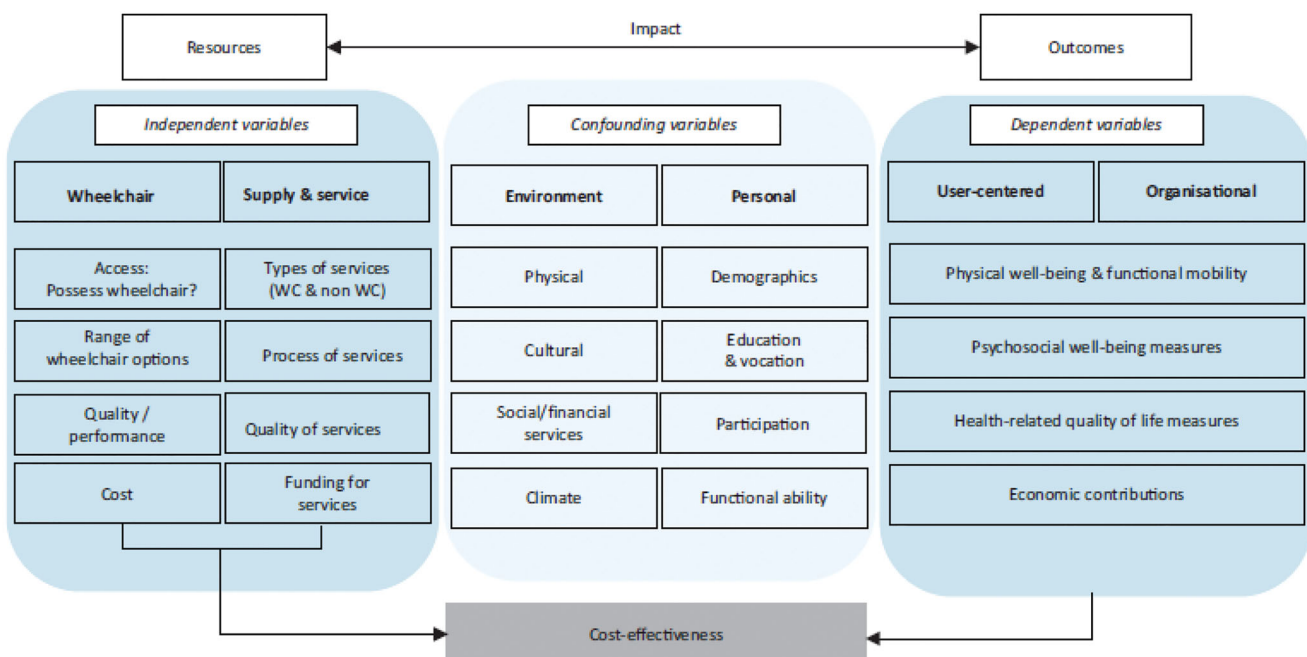 Resources
Impact
Outcomes
Independent variables
Confounding variables
Dependent variables
Wheelchair
Supply & service
Environment
Personal
User-centered
Organisational
Access:
Possess wheelchair?
Types of services
(WC & non WC)
Physical
Demographics
Physical well-being & functional mobility
Range of
wheelchair options
Process of services
Cultural
Education
& vocation
Psychosocial well-being measures
Quality /
performance
Quality of services
Social/financial
services
Participation
Health-related quality of life measures
Cost
Funding for
services
Climate
Functional ability
Economic contributions
Cost-effectiveness